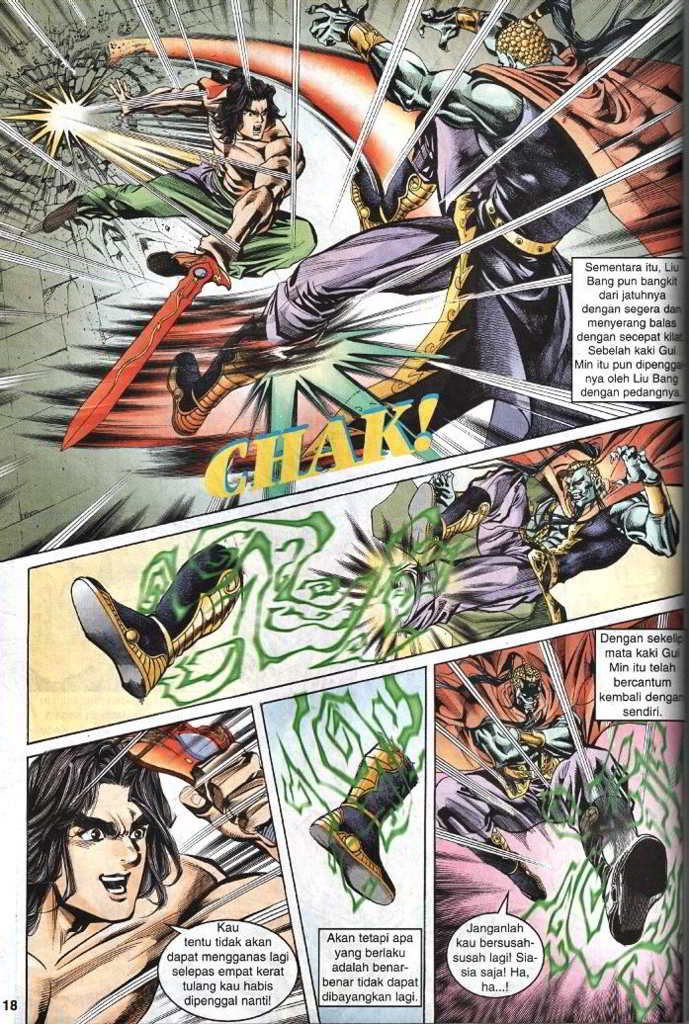 Sementara itu, Liu
Bang pun bangkit
dari jatuhnya
dengan segera dan
menyerang balas
dengan secepat kilat.
Sebelah kaki Gui
Min itu pun dipengga
nya oleh Liu Bang
dengan pedangnya.
CHAK!
Dengan sekelip
mata kaki Gui
Min itu telah
bercantum
kembali dengan
sendiri.
Kau
tentu tidak akan
dapat mengganas lagi
selepas empat kerat
tulang kau habis
dipenggal nanti!
Akan tetapi apa
yang berlaku
adalah benar-
benar tidak dapat
dibayangkan lagi.
Janganlah
kau bersusah-
susah lagi! Sia-
sia saja! Ha,
ha...!
18